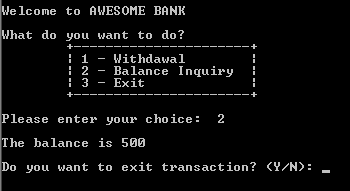 Welcome to AWESOME BANK
What do you want to do?
1 - Withdawal
2 - Balance Inquiry
3 - Exit
Please enter your choice: 2
The balance is 500
Do you want to exit transaction? (Y/N): _